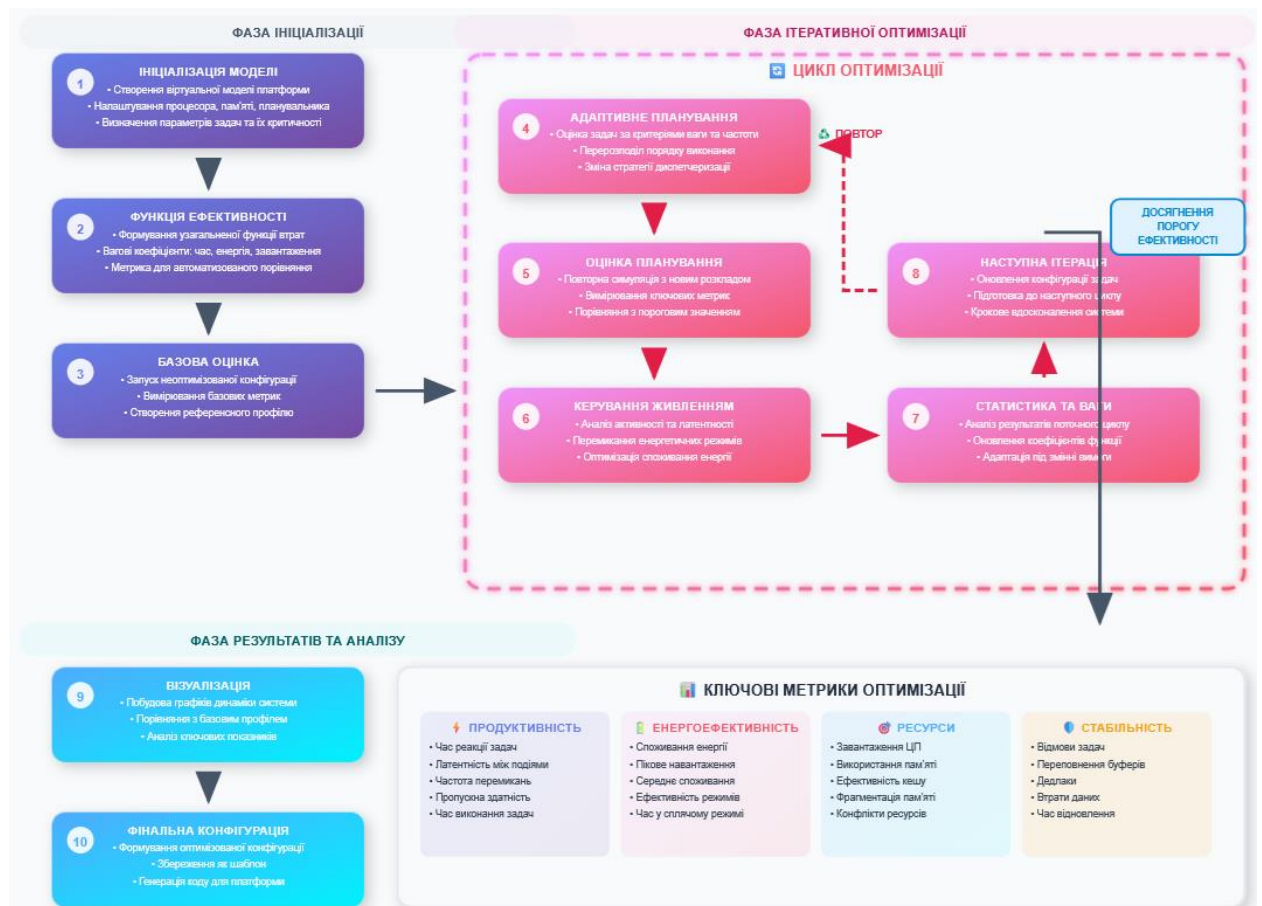 ФАЗА ІНІЦІАЛІЗАЦІЇ
1
ІНІЦІАЛІЗАЦІЯ МОДЕЛІ
• Створення віртуальної моделі платформи
• Налаштування процесора, пам'яті, планувальника
• Визначення параметрів задач та їх критичності
2
ФУНКЦІЯ ЕФЕКТИВНОСТІ
• Формування узагальненої функції втрат
• Вагові коефіцієнти: час, енергія, завантаження
• Метрика для автоматизованого порівняння
3
БАЗОВА ОЦІНКА
• Запуск неоптимізованої конфігурації
• Вимірювання базових метрик
• Створення референсного профілю
ФАЗА ІТЕРАТИВНОЇ ОПТИМІЗАЦІЇ
ЦИКЛ ОПТИМІЗАЦІЇ
4
АДАПТИВНЕ ПЛАНУВАННЯ
• Оцінка задач за критеріями ваги та частоти
• Перерозподіл порядку виконання
• Зміна стратегії диспетчеризації
ПОВТОР
5
ОЦІНКА ПЛАНУВАННЯ
• Повторна симуляція з новим розкладом
• Вимірювання ключових метрик
• Порівняння з пороговим значенням
6
КЕРУВАННЯ ЖИВЛЕННЯМ
• Аналіз активності та латентності
• Перемикання енергетичних режимів
• Оптимізація споживання енергії
7
СТАТИСТИКА ТА ВАГИ
• Аналіз результатів поточного циклу
• Оновлення коефіцієнтів функції
• Адаптація під змінні вимоги
8
НАСТУПНА ІТЕРАЦІЯ
• Оновлення конфігурації задач
• Підготовка до наступного циклу
• Крокове вдосконалення системи
ДОСЯГНЕННЯ
ПОРОГУ
ЕФЕКТИВНОСТІ
ФАЗА РЕЗУЛЬТАТІВ ТА АНАЛІЗУ
9
ВІЗУАЛІЗАЦІЯ
• Побудова графіків динаміки системи
• Порівняння з базовим профілем
• Аналіз ключових показників
10
ФІНАЛЬНА КОНФІГУРАЦІЯ
• Формування оптимізованої конфігурації
• Збереження як шаблон
• Генерація коду для платформи
КЛЮЧОВІ МЕТРИКИ ОПТИМІЗАЦІЇ
ПРОДУКТИВНІСТЬ
• Час реакції задач
• Латентність між подіями
• Частота перемикань
• Пропускна здатність
• Час виконання задач
ЕНЕРГОЕФЕКТИВНІСТЬ
• Споживання енергії
• Пікове навантаження
• Середнє споживання
• Ефективність режимів
• Час у сплячому режимі
РЕСУРСИ
• Завантаження ЦП
• Використання пам'яті
• Ефективність кешу
• Фрагментація пам'яті
• Конфлікти ресурсів
СТАБІЛЬНІСТЬ
• Відмови задач
• Переповнення буферів
• Дедлаки
• Втрати даних
• Час відновлення